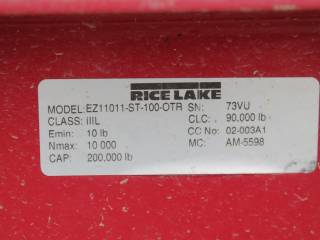 RICE LAKE
MODEL: EZ11011-ST-100-OTR SN: 73VU
CLASS: IIIL CLC: 90,000 lb
Emin: 10 lb CC No: 02-003A1
Nmax: 10 000 MC: AM-5598
CAP: 200,000 lb